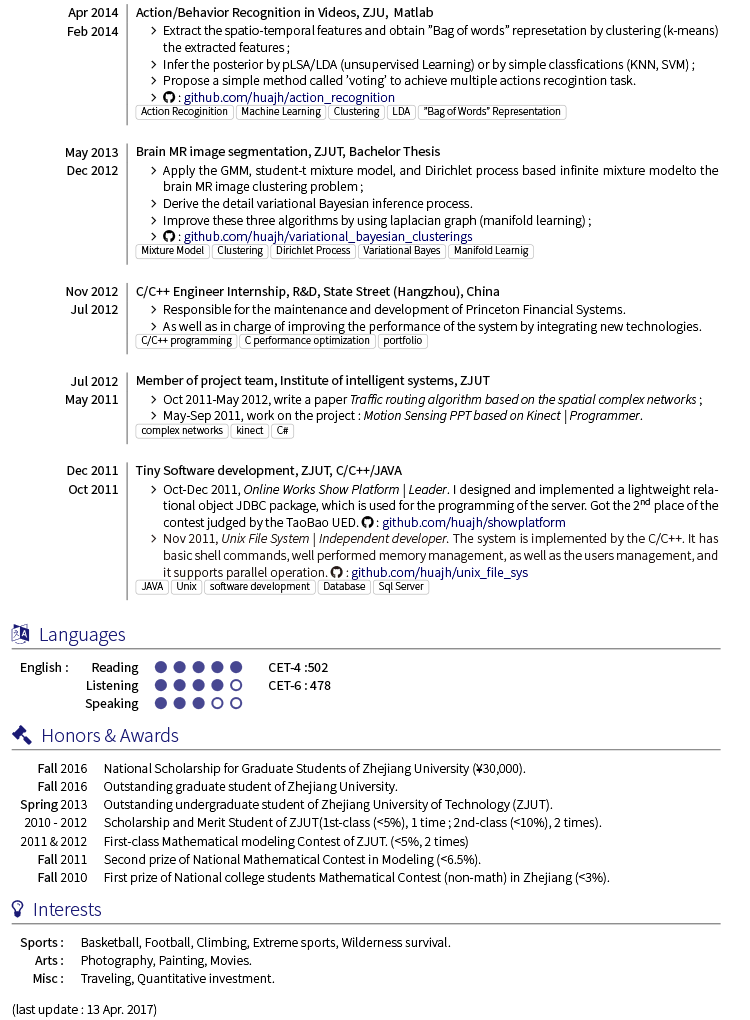 Apr 2014 Action/Behavior Recognition in Videos, ZJU, Matlab
Feb 2014 > Extract the spatio-temporal features and obtain ”Bag of words” represetation by clustering (k-means)
the extracted features ;
> Infer the posterior by pLSA/LDA (unsupervised Learning) or by simple classfications (KNN, SVM) ;
> Propose a simple method called 'voting' to achieve multiple actions recogintion task.
> : github.com/huajh/action_recognition
Action Recoginition Machine Learning Clustering LDA ”Bag of Words” Representation
May 2013 Brain MR image segmentation, ZJUT, Bachelor Thesis
Dec 2012 > Apply the GMM, student-t mixture model, and Dirichlet process based infinite mixture modelto the
brain MR image clustering problem ;
> Derive the detail variational Bayesian inference process.
> Improve these three algorithms by using laplacian graph (manifold learning) ;
> : github.com/huajh/variational_bayesian_clusterings
Mixture Model Clustering Dirichlet Process Variational Bayes Manifold Learnig
Nov 2012 C/C++ Engineer Internship, R&D, State Street (Hangzhou), China
Jul 2012 > Responsible for the maintenance and development of Princeton Financial Systems.
> As well as in charge of improving the performance of the system by integrating new technologies.
C/C++ programming C performance optimization portfolio
Jul 2012 Member of project team, Institute of intelligent systems, ZJUT
May 2011 > Oct 2011-May 2012, write a paper Traffic routing algorithm based on the spatial complex networks ;
> May-Sep 2011, work on the project : Motion Sensing PPT based on Kinect | Programmer.
complex networks kinect C#
Dec 2011 Tiny Software development, ZJUT, C/C++/JAVA
Oct 2011 > Oct-Dec 2011, Online Works Show Platform | Leader. I designed and implemented a lightweight rela-
tional object JDBC package, which is used for the programming of the server. Got the 2nd place of the
contest judged by the TaoBao UED. : github.com/huajh/showplatform
> Nov 2011, Unix File System | Independent developer. The system is implemented by the C/C++. It has
basic shell commands, well performed memory management, as well as the users management, and
it supports parallel operation. : github.com/huajh/unix_file_sys
JAVA Unix software development Database Sql Server
Languages
English : Reading CET-4 :502
Listening CET-6 : 478
Speaking
Honors & Awards
Fall 2016 National Scholarship for Graduate Students of Zhejiang University (¥30,000).
Fall 2016 Outstanding graduate student of Zhejiang University.
Spring 2013 Outstanding undergraduate student of Zhejiang University of Technology (ZJUT).
2010 - 2012 Scholarship and Merit Student of ZJUT(1st-class (<5%), 1 time ; 2nd-class (<10%), 2 times).
2011 & 2012 First-class Mathematical modeling Contest of ZJUT. (<5%, 2 times)
Fall 2011 Second prize of National Mathematical Contest in Modeling (<6.5%).
Fall 2010 First prize of National college students Mathematical Contest (non-math) in Zhejiang (<3%).
Interests
Sports : Basketball, Football, Climbing, Extreme sports, Wilderness survival.
Arts : Photography, Painting, Movies.
Misc : Traveling, Quantitative investment.
(last update : 13 Apr. 2017)